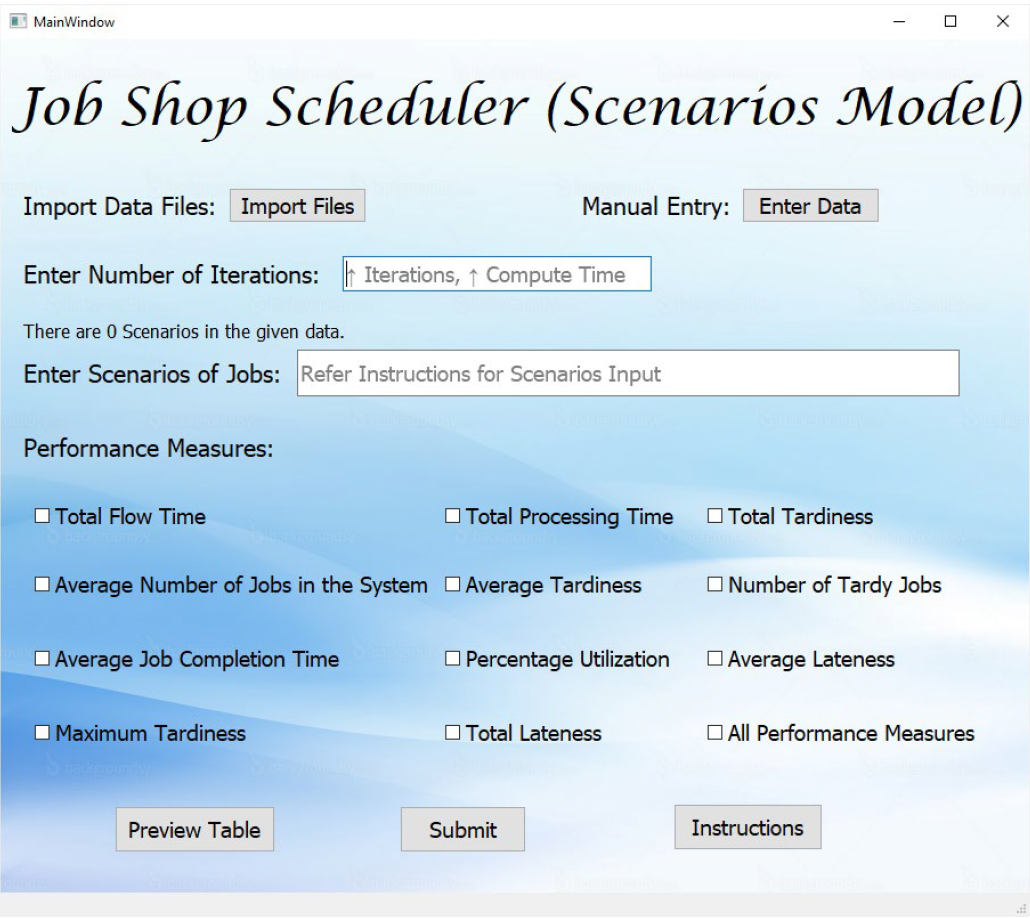 MainWindow
Job Shop Scheduler (Scenarios Model)
Import Data Files: Import Files Manual Entry: Enter Data
Enter Number of Iterations: ↑ Iterations, ↑ Compute Time
There are 0 Scenarios in the given data.
Enter Scenarios of Jobs: Refer Instructions for Scenarios Input
Performance Measures:
Total Flow Time Total Processing Time Total Tardiness
Average Number of Jobs in the System Average Tardiness Number of Tardy Jobs
Average Job Completion Time Percentage Utilization Average Lateness
Maximum Tardiness Total Lateness All Performance Measures
Preview Table Submit Instructions